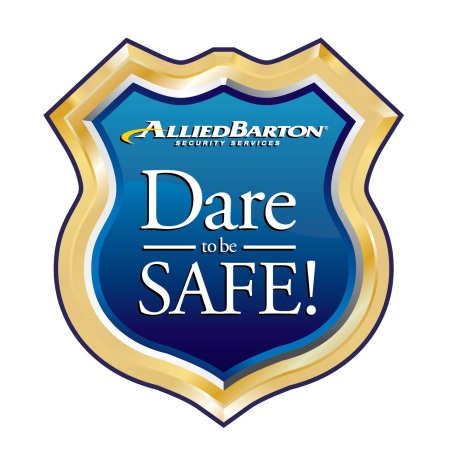 ALLIEDBARTON®
SECURITY SERVICES
Dare
to be
SAFE!